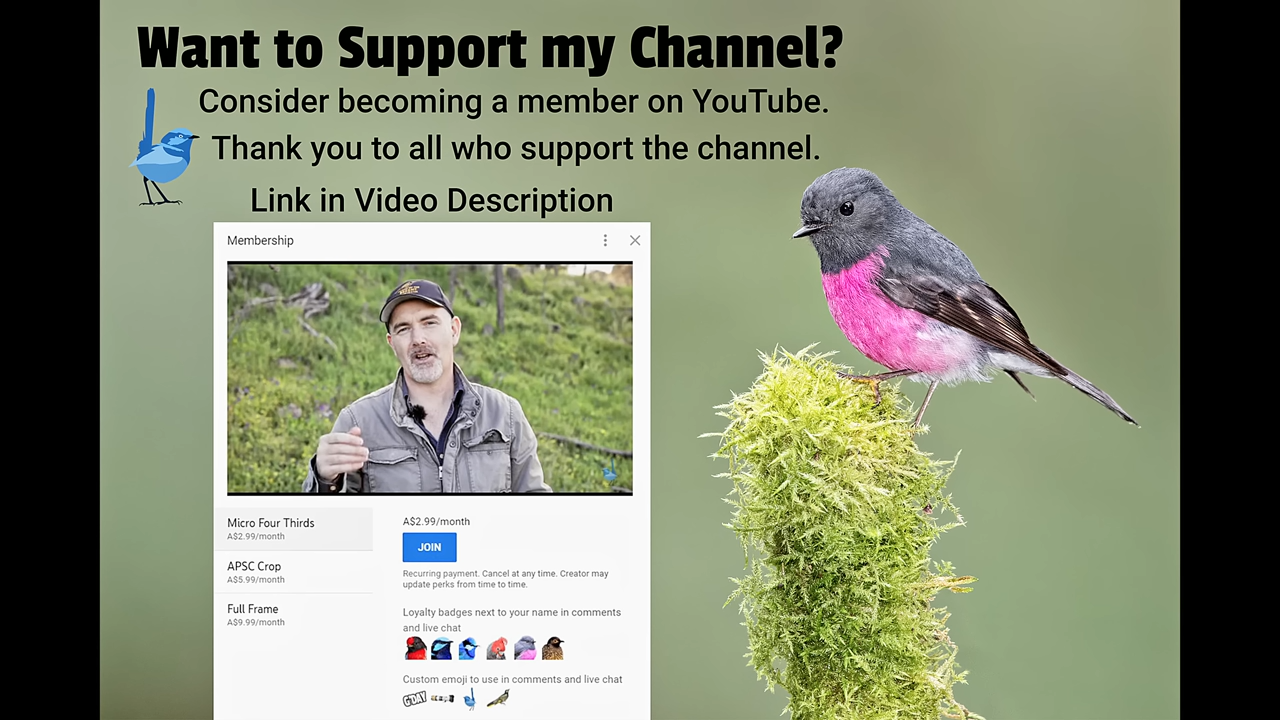 Want to Support my Channel?
Consider becoming a member on YouTube.
Thank you to all who support the channel.
Link in Video Description
Membership
Micro Four Thirds
A$2.99/month
APSC Crop
A$5.99/month
Full Frame
A$9.99/month
A$2.99/month
JOIN
Recurring payment. Cancel at any time. Creator may
update perks from time to time.
Loyalty badges next to your name in comments
and live chat
Custom emoji to use in comments and live chat
G'DAY